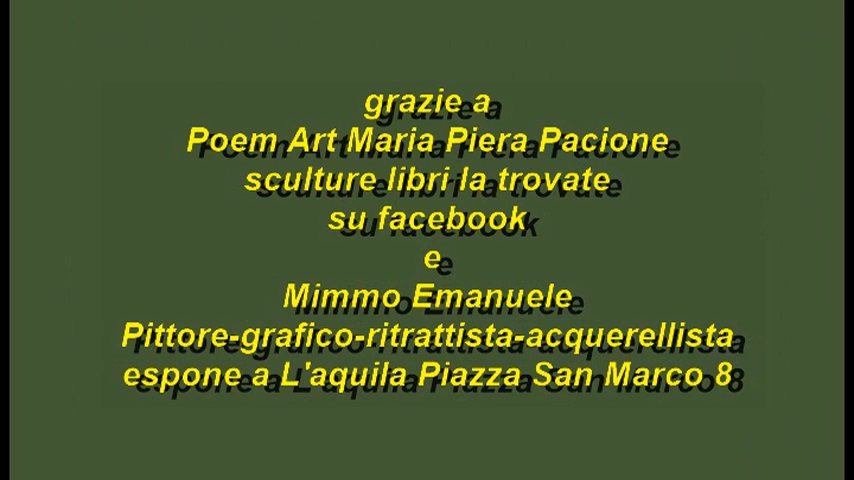 grazie a
Poem Art Maria Piera Pacione
sculture libri la trovate
su facebook
e
Mimmo Emanuele
Pittore-grafico-ritrattista-acquerellista
espone a L'aquila Piazza San Marco 8